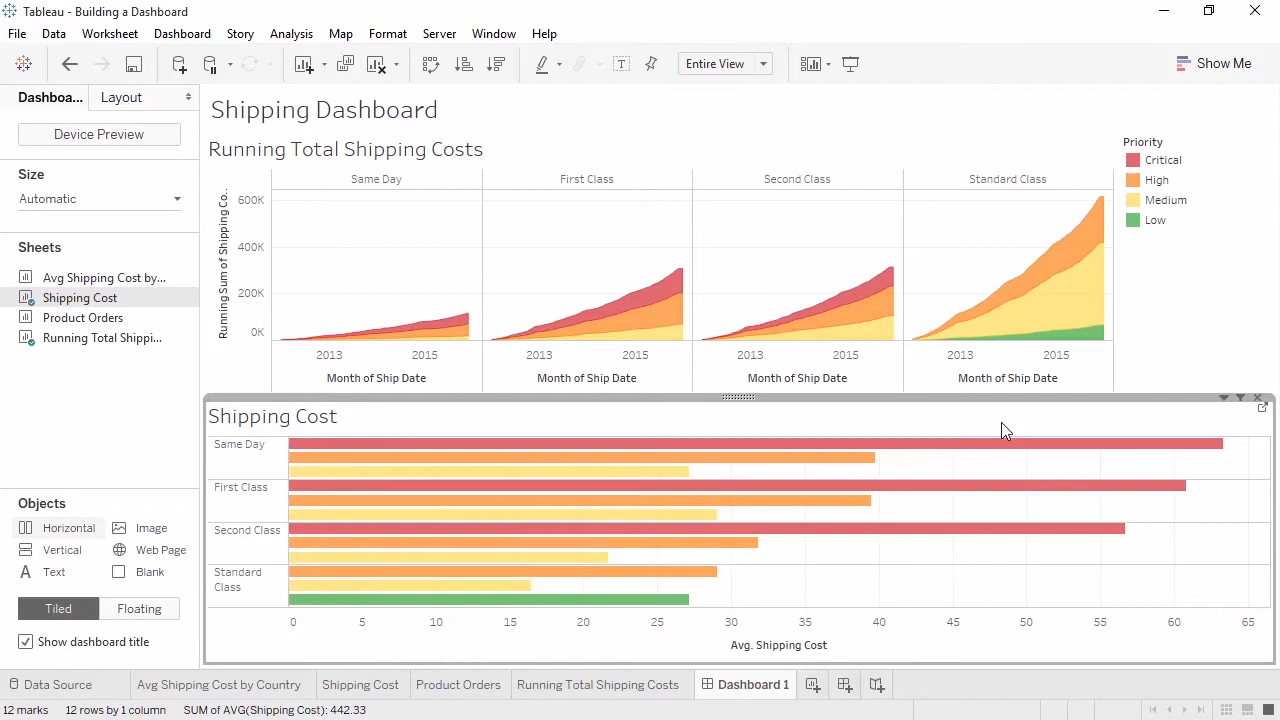 Tableau - Building a Dashboard
File Data Worksheet Dashboard Story Analysis Map Format Server Window Help
Entire View
Show Me
Dashboa... Layout
Device Preview
Size
Automatic
Sheets
Avg Shipping Cost by...
Shipping Cost
Product Orders
Running Total Shippi...
Objects
Horizontal Image
Vertical Web Page
Text Blank
Tiled Floating
Show dashboard title
Shipping Dashboard
Running Total Shipping Costs
Same Day First Class Second Class Standard Class
Running Sum of Shipping Co..
600K
400K
200K
0K
2013 2015 2013 2015 2013 2015 2013 2015
Month of Ship Date Month of Ship Date Month of Ship Date Month of Ship Date
Priority
Critical
High
Medium
Low
Shipping Cost
Same Day
First Class
Second Class
Standard
Class
0 5 10 15 20 25 30 35 40 45 50 55 60 65
Avg. Shipping Cost
Data Source Avg Shipping Cost by Country Shipping Cost Product Orders Running Total Shipping Costs Dashboard 1
12 marks 12 rows by 1 column SUM of AVG(Shipping Cost): 442.33